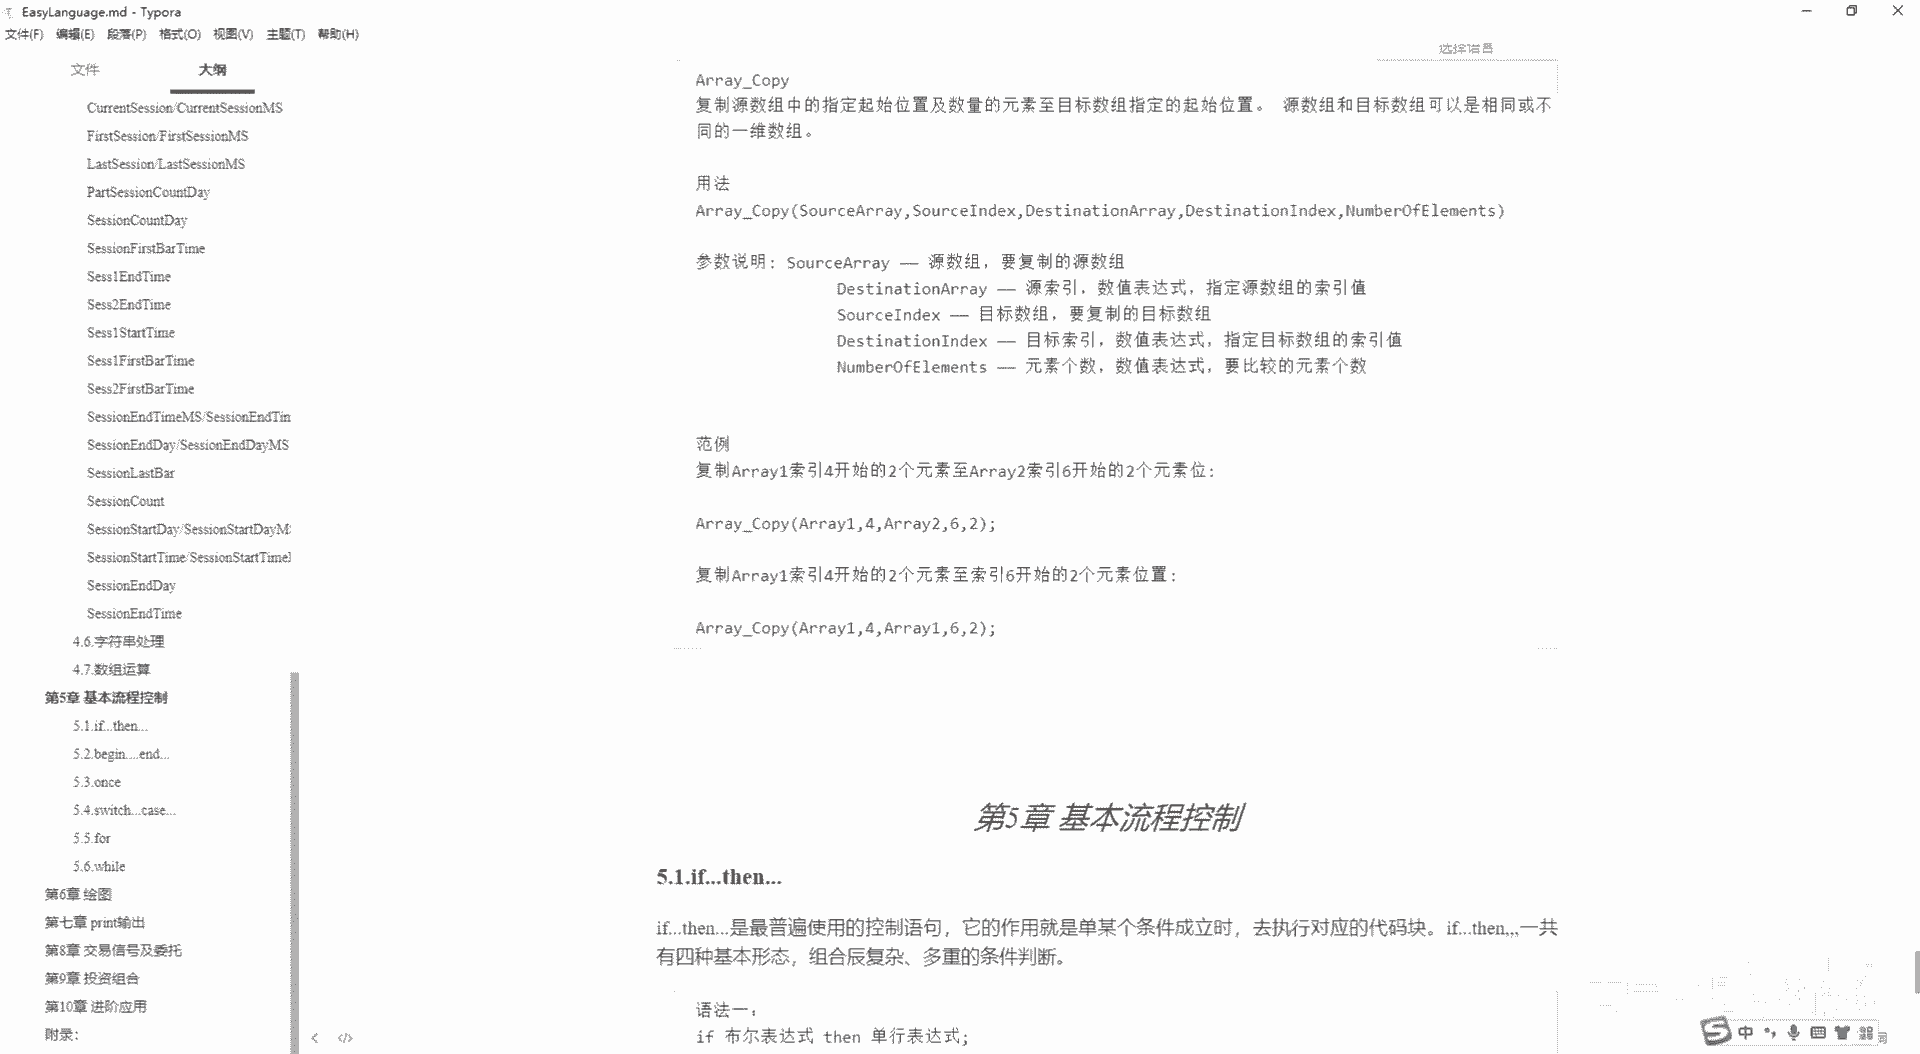 EasyLanguage.md - Typora
文件(F) 编辑(E) 段落(P) 格式(O) 视图(V) 主题(T) 帮助(H)
文件 大纲
CurrentSession/CurrentSessionMS
FirstSession/FirstSessionMS
LastSession/LastSessionMS
PartSessionCountDay
SessionCountDay
SessionFirstBarTime
Sess1EndTime
Sess2EndTime
Sess1StartTime
Sess1FirstBarTime
Sess2FirstBarTime
SessionEndTimeMS/SessionEndTim
SessionEndDay/SessionEndDayMS
SessionLastBar
SessionCount
SessionStartDay/SessionStartDayMS
SessionStartTime/SessionStartTime
SessionEndDay
SessionEndTime
4.6.字符串处理
4.7.数组运算
第5章 基本流程控制
5.1.if...then...
5.2.begin....end...
5.3.once
5.4.switch...case...
5.5.for
5.6.while
第6章 绘图
第七章 print输出
第8章 交易信号及委托
第9章 投资组合
第10章 进阶应用
附录:
选择语言
Array_Copy
复制源数组中的指定起始位置及数量的元素至目标数组指定的起始位置。 源数组和目标数组可以是相同或不
同的一维数组。
用法
Array_Copy(SourceArray,SourceIndex,DestinationArray,DestinationIndex,NumberOfElements)
参数说明: SourceArray —— 源数组，要复制的源数组
DestinationArray —— 源索引，数值表达式，指定源数组的索引值
SourceIndex —— 目标数组，要复制的目标数组
DestinationIndex —— 目标索引，数值表达式，指定目标数组的索引值
NumberOfElements —— 元素个数，数值表达式，要比较的元素个数
范例
复制Array1索引4开始的2个元素至Array2索引6开始的2个元素位:
Array_Copy(Array1,4,Array2,6,2);
复制Array1索引4开始的2个元素至索引6开始的2个元素位置:
Array_Copy(Array1,4,Array1,6,2);
第5章 基本流程控制
5.1.if...then...
if...then...是最普遍使用的控制语句，它的作用就是单某个条件成立时，去执行对应的代码块。if...then,,,一共
有四种基本形态，组合辰复杂、多重的条件判断。
语法一:
if 布尔表达式 then 单行表达式;
中